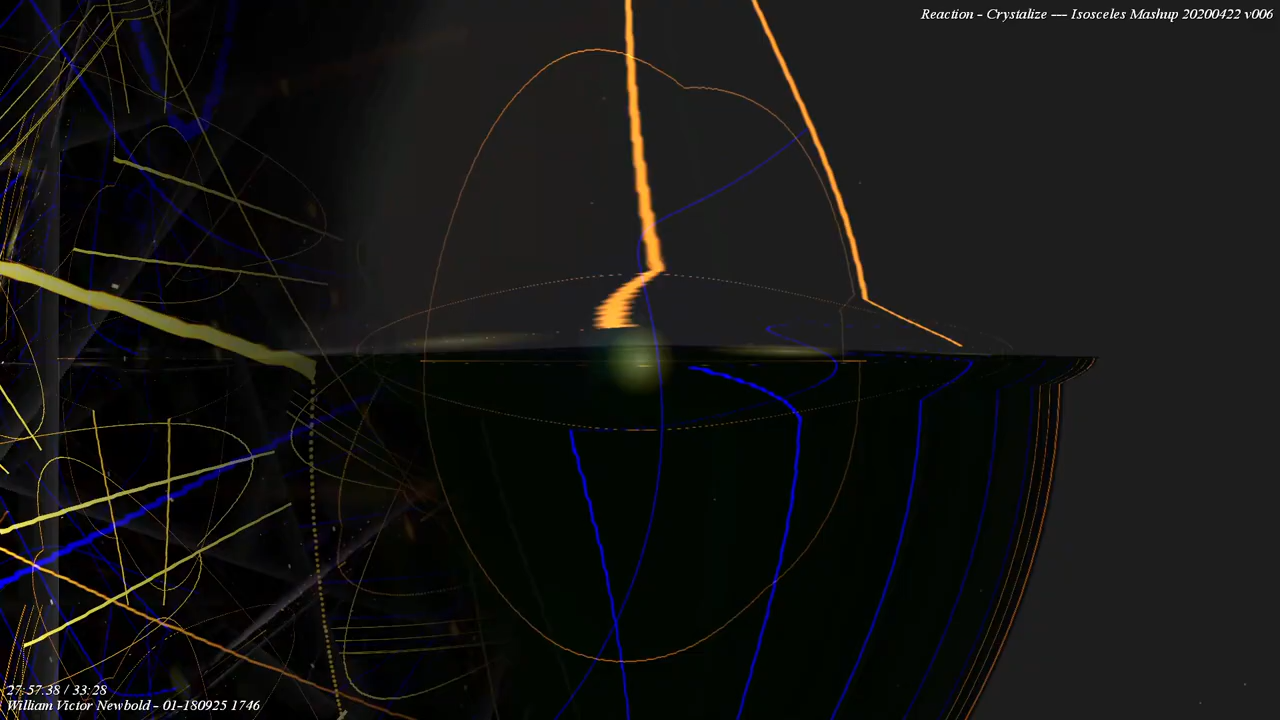 Reaction - Crystalize --- Isosceles Mashup 20200422 v006
27:57.38 / 33:28
William Victor Newbold - 01-180925 1746